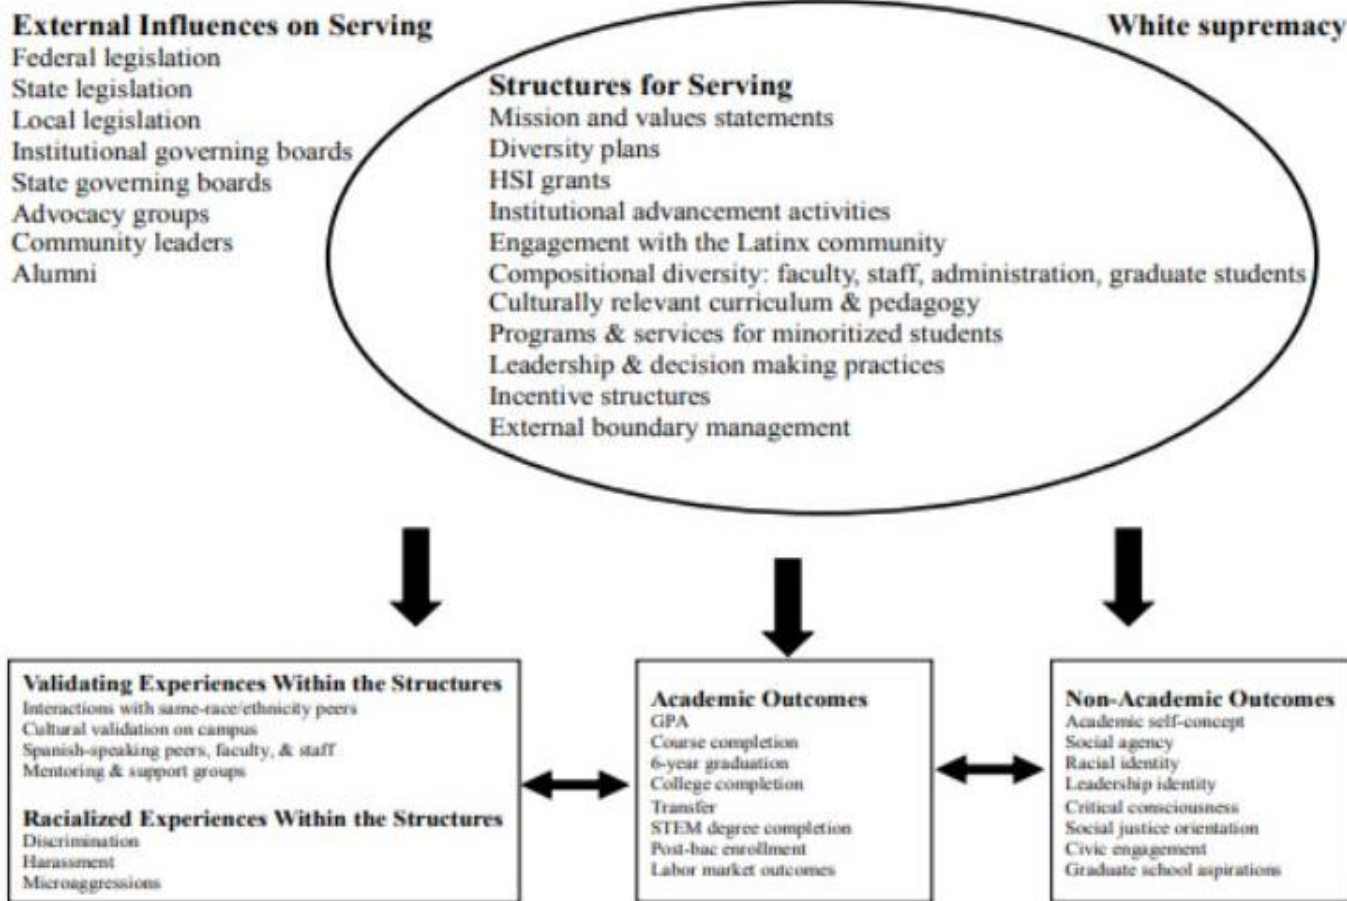 External Influences on Serving
Federal legislation
State legislation
Local legislation
Institutional governing boards
State governing boards
Advocacy groups
Community leaders
Alumni
White supremacy
Structures for Serving
Mission and values statements
Diversity plans
HSI grants
Institutional advancement activities
Engagement with the Latinx community
Compositional diversity: faculty, staff, administration, graduate students
Culturally relevant curriculum & pedagogy
Programs & services for minoritized students
Leadership & decision making practices
Incentive structures
External boundary management
Validating Experiences Within the Structures
Interactions with same-race/ethnicity peers
Cultural validation on campus
Spanish-speaking peers, faculty, & staff
Mentoring & support groups
Racialized Experiences Within the Structures
Discrimination
Harassment
Microaggressions
Academic Outcomes
GPA
Course completion
6-year graduation
College completion
Transfer
STEM degree completion
Post-bac enrollment
Labor market outcomes
Non-Academic Outcomes
Academic self-concept
Social agency
Racial identity
Leadership identity
Critical consciousness
Social justice orientation
Civic engagement
Graduate school aspirations